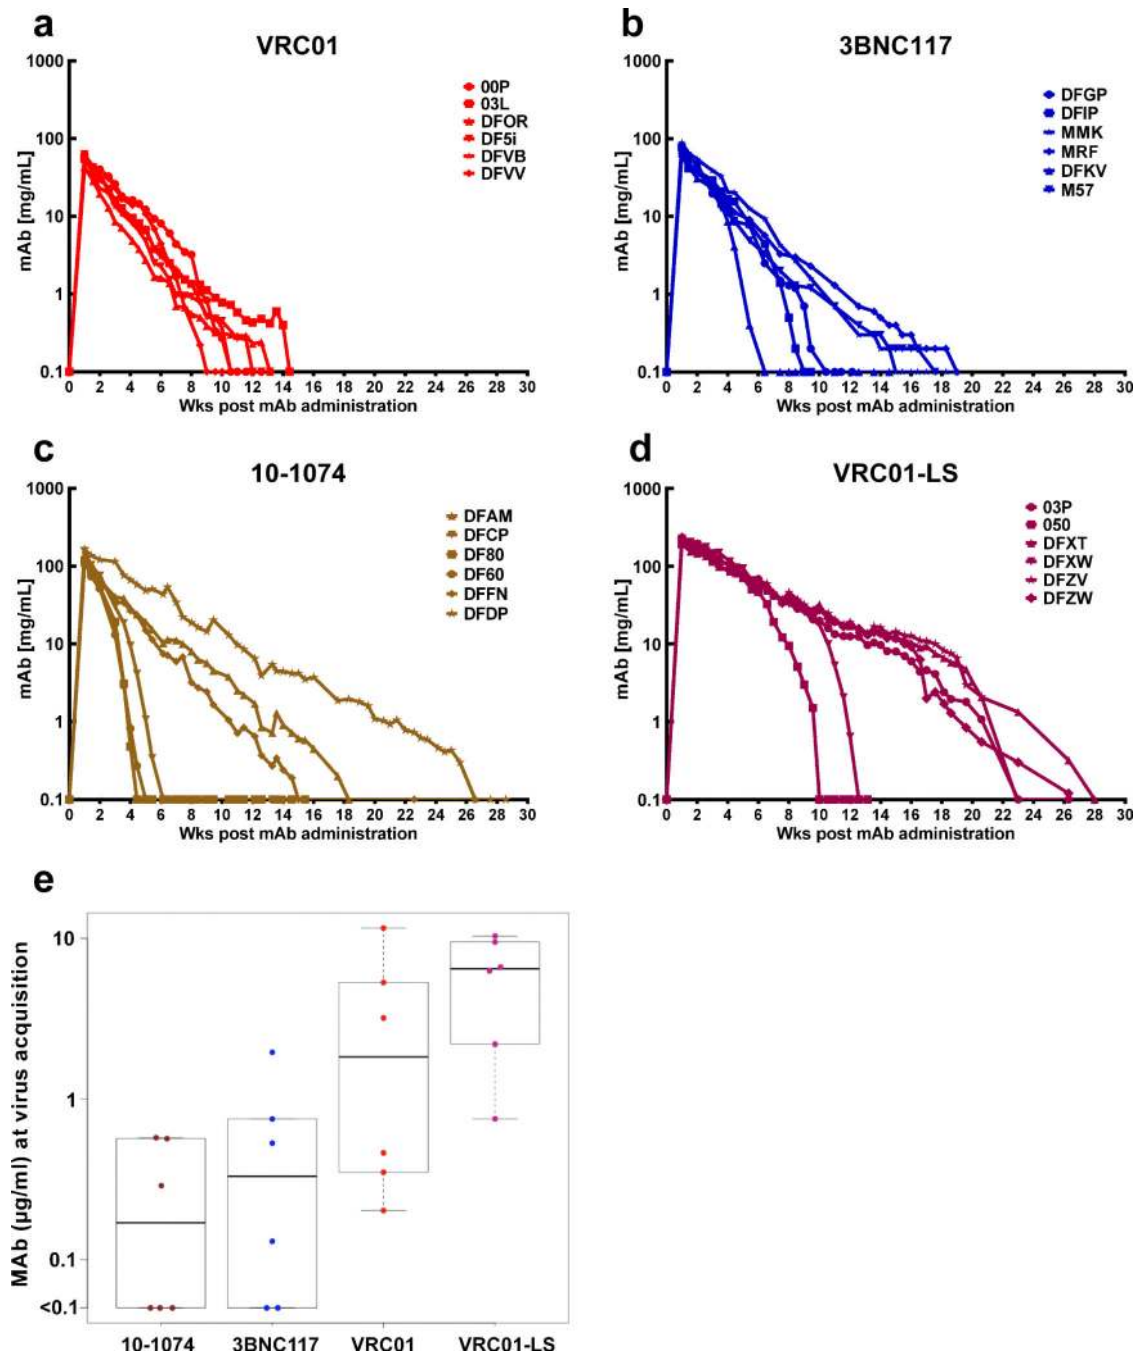 a
VRC01
1000
100
10
1
0.1
mAb [mg/mL]
0 2 4 6 8 10 12 14 16 18 20 22 24 26 28 30
Wks post mAb administration
00P
03L
DFOR
DF5i
DFVB
DFVV
b
3BNC117
1000
100
10
1
0.1
mAb [mg/mL]
0 2 4 6 8 10 12 14 16 18 20 22 24 26 28 30
Wks post mAb administration
DFGP
DFIP
MMK
MRF
DFKV
M57
c
10-1074
1000
100
10
1
0.1
mAb [mg/mL]
0 2 4 6 8 10 12 14 16 18 20 22 24 26 28 30
Wks post mAb administration
DFAM
DFCP
DF80
DF60
DFFN
DFDP
d
VRC01-LS
1000
100
10
1
0.1
mAb [mg/mL]
0 2 4 6 8 10 12 14 16 18 20 22 24 26 28 30
Wks post mAb administration
03P
050
DFXT
DFXW
DFZV
DFZW
e
MAb (µg/ml) at virus acquisition
10
1
0.1
<0.1
10-1074 3BNC117 VRC01 VRC01-LS